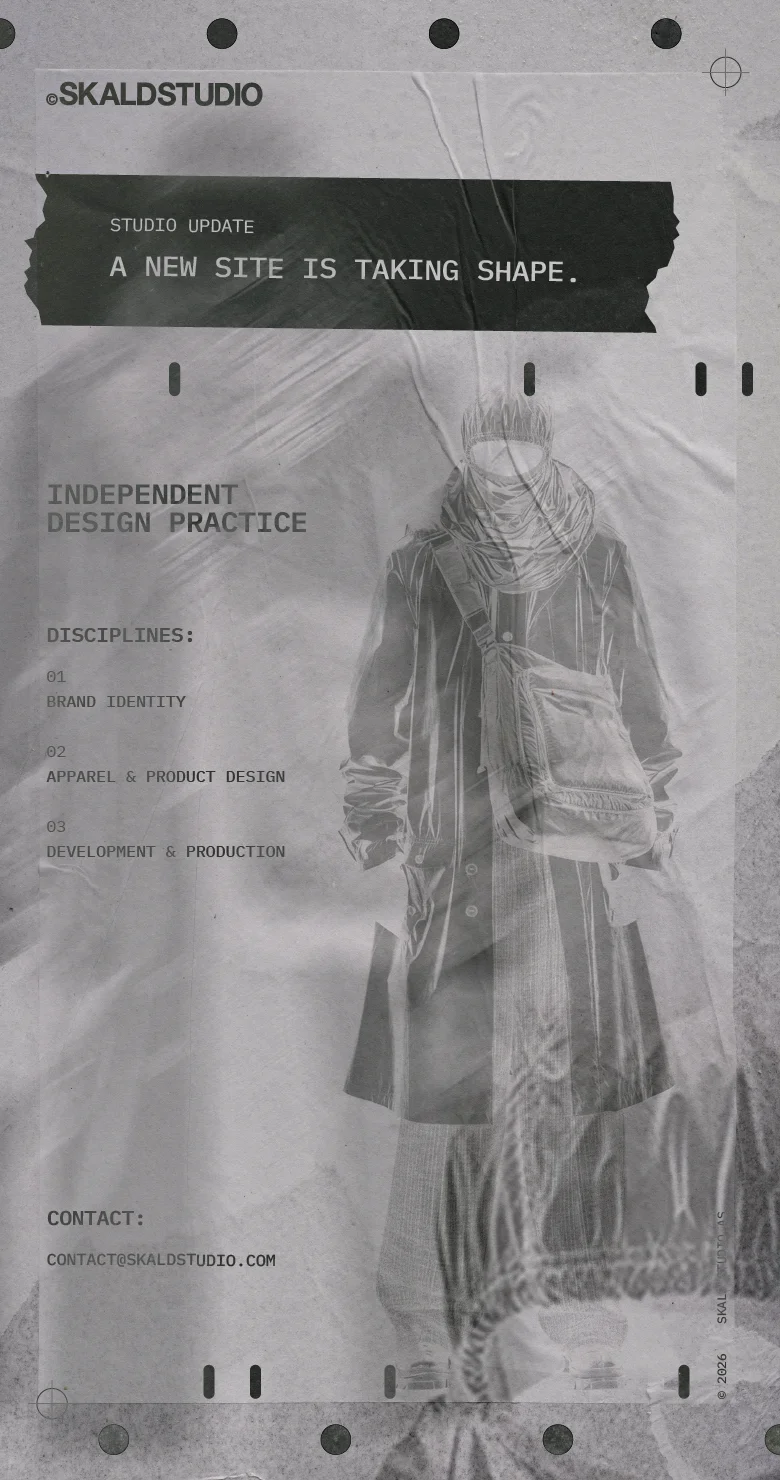 ©SKALDSTUDIO
STUDIO UPDATE
A NEW SITE IS TAKING SHAPE.
INDEPENDENT
DESIGN PRACTICE
DISCIPLINES:
01
BRAND IDENTITY
02
APPAREL & PRODUCT DESIGN
03
DEVELOPMENT & PRODUCTION
CONTACT:
CONTACT@SKALDSTUDIO.COM
© 2026